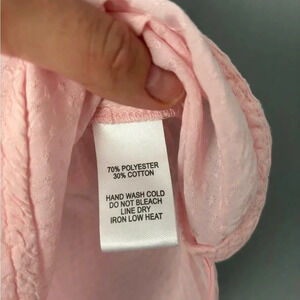 70% POLYESTER
30% COTTON
HAND WASH COLD
DO NOT BLEACH
LINE DRY
IRON LOW HEAT